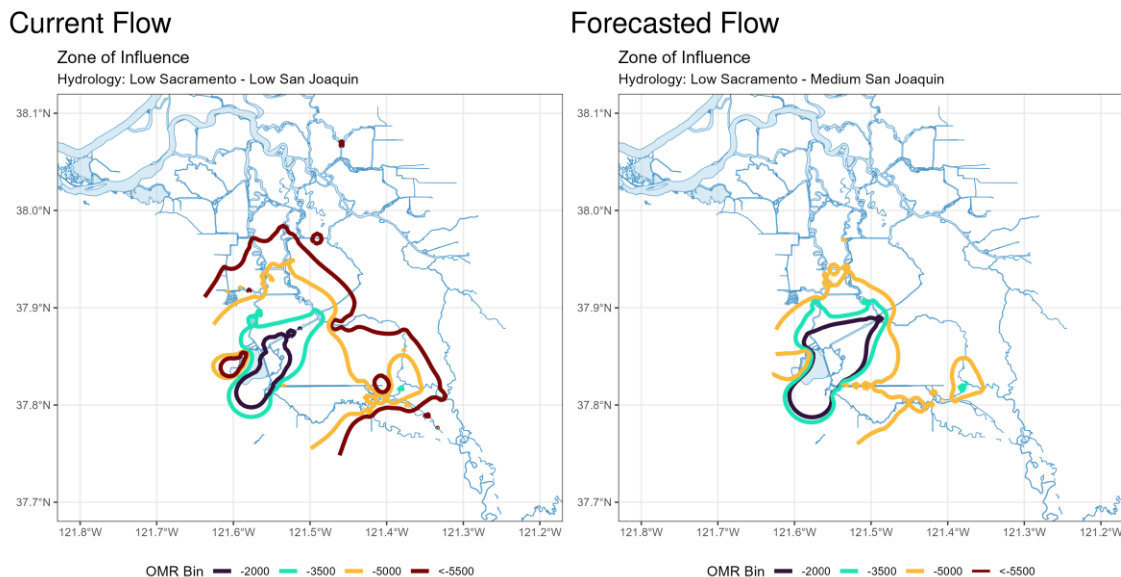 Current Flow
Zone of Influence
Hydrology: Low Sacramento - Low San Joaquin
38.1°N
38.0°N
37.9°N
37.8°N
37.7°N
121.8°W 121.7°W 121.6°W 121.5°W 121.4°W 121.3°W 121.2°W
OMR Bin -2000 -3500 -5000 <-5500
Forecasted Flow
Zone of Influence
Hydrology: Low Sacramento - Medium San Joaquin
38.1°N
38.0°N
37.9°N
37.8°N
37.7°N
121.8°W 121.7°W 121.6°W 121.5°W 121.4°W 121.3°W 121.2°W
OMR Bin -2000 -3500 -5000 <-5500